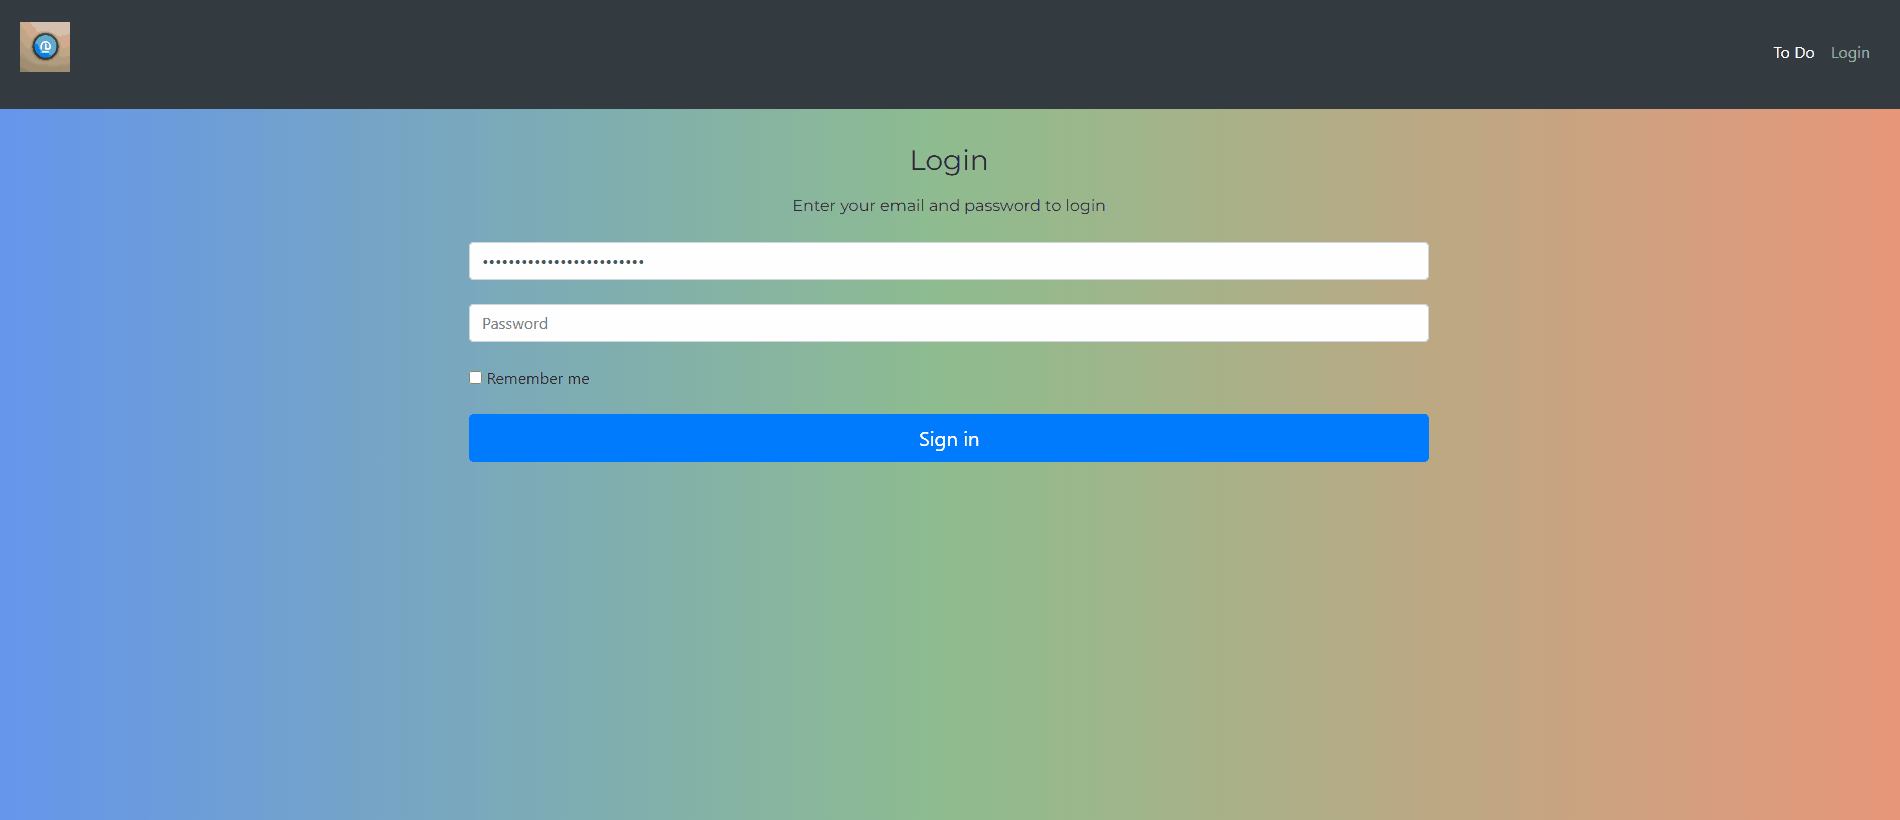 To Do Login
Login
Enter your email and password to login
•••••••••••••••••••••••••
Password
Remember me
Sign in